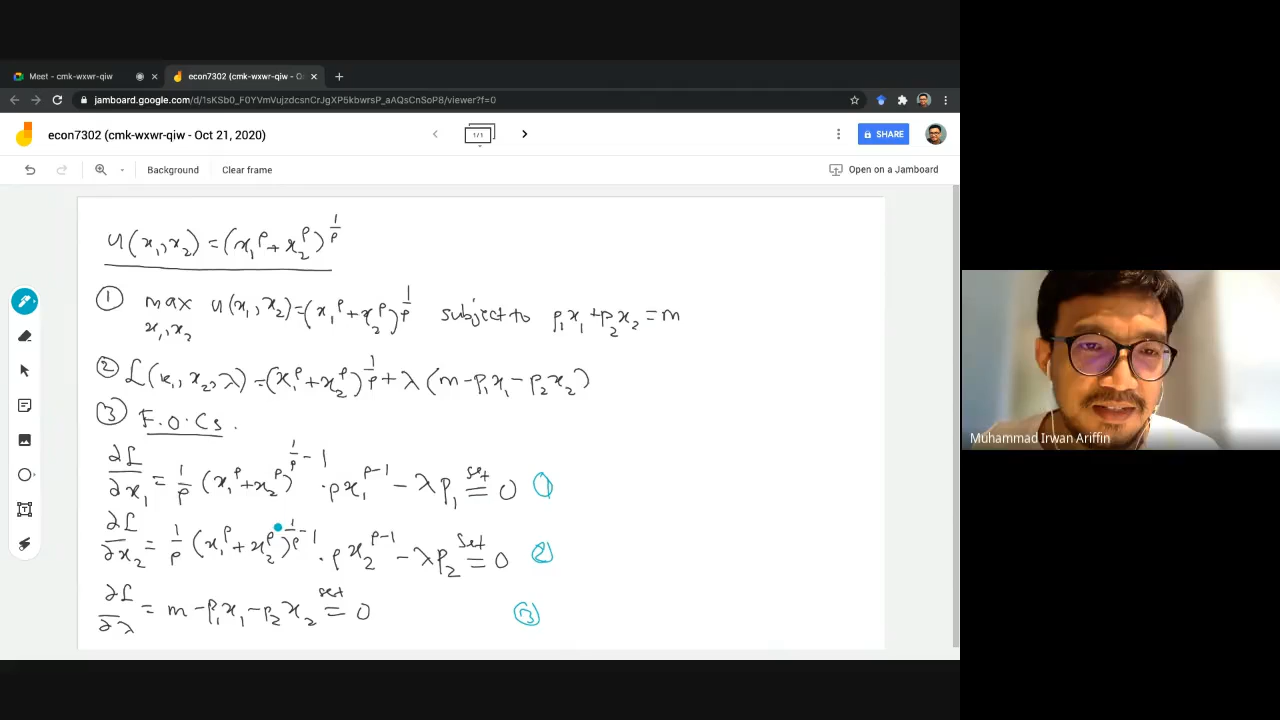 Meet - cmk-wxwr-qiw
econ7302 (cmk-wxwr-qiw - Oc
jamboard.google.com/d/1sKSb0_F0YVmVujzdcsnCrJgXP5kbwrsP_aAQsCnSoP8/viewer?f=0
econ7302 (cmk-wxwr-qiw - Oct 21, 2020)
1/1
SHARE
Background Clear frame
Open on a Jamboard
u(x₁,x₂) = (x₁^ρ + x₂^ρ)^(1/ρ)
① max x₁,x₂ u(x₁,x₂) = (x₁^ρ + x₂^ρ)^(1/ρ) subject to p₁x₁ + p₂x₂ = m
② L(x₁, x₂, λ) = (x₁^ρ + x₂^ρ)^(1/ρ) + λ(m - p₁x₁ - p₂x₂)
③ F.O.Cs.
∂L/∂x₁ = 1/ρ (x₁^ρ + x₂^ρ)^(1/ρ - 1) · ρx₁^(ρ-1) - λp₁ set = 0 ①
∂L/∂x₂ = 1/ρ (x₁^ρ + x₂^ρ)^(1/ρ - 1) · ρx₂^(ρ-1) - λp₂ set = 0 ②
∂L/∂λ = m - p₁x₁ - p₂x₂ set = 0 ③
Muhammad Irwan Ariffin